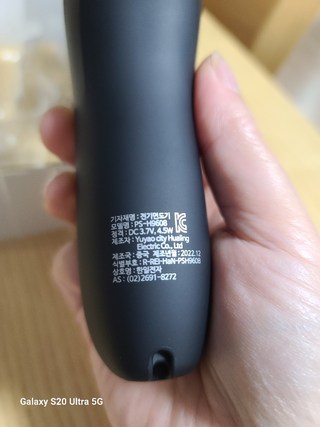 기자재명 : 전기면도기
모델명 : PS-H9608
정격 : DC 3.7V, 4.5W
제조자 : Yuyao city Hualing
Electric Co., Ltd
제조국 : 중국 제조년월 : 2022.12
식별부호 : R-REI-HaN-PSH9608
상호명 : 한일전자
AS : (02)2691-8272
Galaxy S20 Ultra 5G